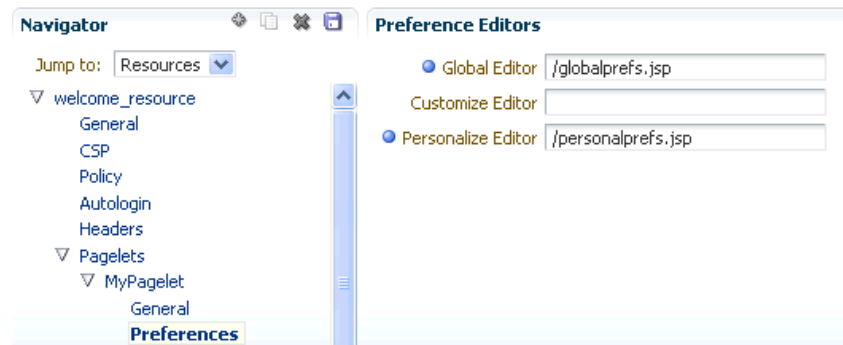 Navigator
Jump to: Resources
welcome_resource
General
CSP
Policy
Autologin
Headers
Pagelets
MyPagelet
General
Preferences
Preference Editors
Global Editor /globalprefs.jsp
Customize Editor
Personalize Editor /personalprefs.jsp